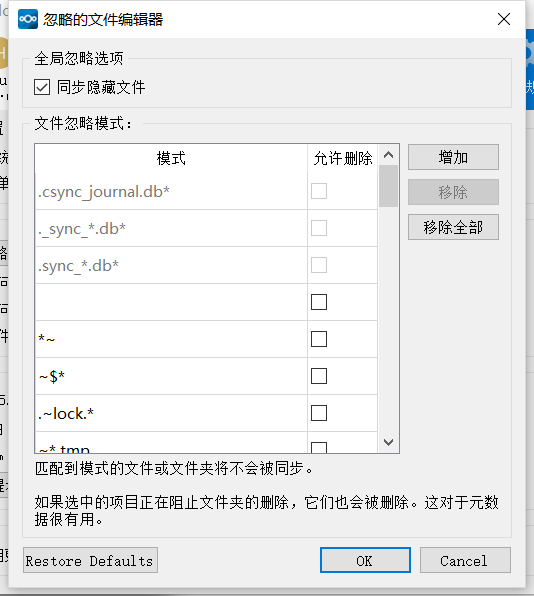 忽略的文件编辑器
全局忽略选项
同步隐藏文件
文件忽略模式：
模式 允许删除
.csync_journal.db*
._sync_*.db*
.sync_*.db*
*~
~$*
.~lock.*
~*.tmp
增加
移除
移除全部
匹配到模式的文件或文件夹将不会被同步。
如果选中的项目正在阻止文件夹的删除，它们也会被删除。这对于元数
据很有用。
Restore Defaults OK Cancel